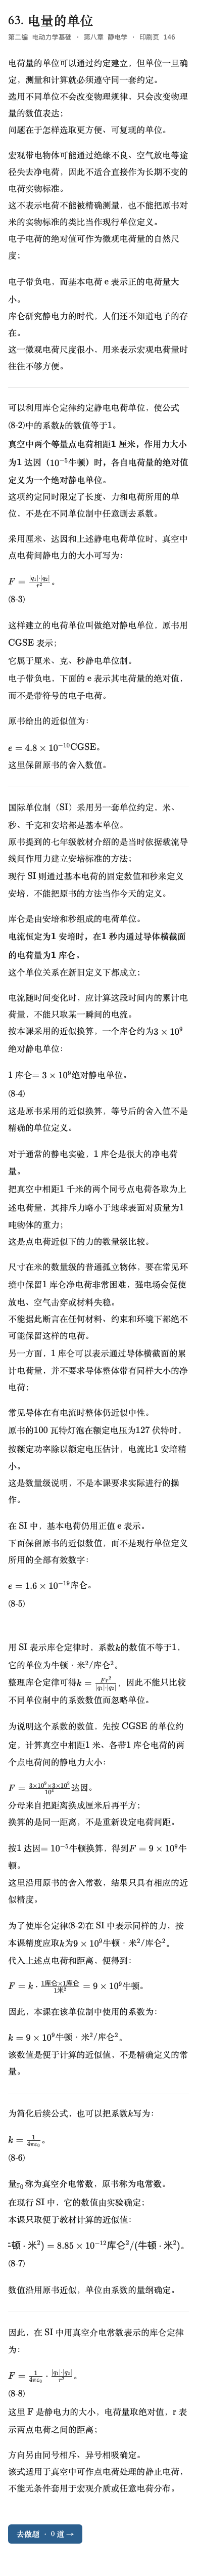 63. 电量的单位
第二编 电动力学基础 · 第八章 静电学 · 印刷页 146
电荷量的单位可以通过约定建立，但单位一旦确
定，测量和计算就必须遵守同一套约定。
选用不同单位不会改变物理规律，只会改变物理
量的数值表达；
问题在于怎样选取更方便、可复现的单位。
宏观带电物体可能通过绝缘不良、空气放电等途
径失去净电荷，因此不适合直接作为长期不变的
电荷实物标准。
这不表示电荷不能被精确测量，也不能把原书对
米的实物标准的类比当作现行单位定义。
电子电荷的绝对值可作为微观电荷量的自然尺
度；
电子带负电，而基本电荷 e 表示正的电荷量大
小。
库仑研究静电力的时代，人们还不知道电子的存
在。
这一微观电荷尺度很小，用来表示宏观电荷量时
往往不够方便。
可以利用库仑定律约定静电电荷单位，使公式
(8-2)中的系数k的数值等于1。
真空中两个等量点电荷相距1 厘米，作用力大小
为1 达因（10⁻⁵牛顿）时，各自电荷量的绝对值
定义为一个绝对静电单位。
这项约定同时限定了长度、力和电荷所用的单
位，不是在不同单位制中任意删去系数。
采用厘米、达因和上述静电电荷单位时，真空中
点电荷间静电力的大小可写为：
F = |q₁|·|q₂| / r²。
(8-3)
这样建立的电荷单位叫做绝对静电单位，原书用
CGSE 表示；
它属于厘米、克、秒静电单位制。
电子带负电，下面的 e 表示其电荷量的绝对值，
而不是带符号的电子电荷。
原书给出的近似值为：
e = 4.8 × 10⁻¹⁰CGSE。
这里保留原书的舍入数值。
国际单位制（SI）采用另一套单位约定，米、
秒、千克和安培都是基本单位。
原书提到的七年级教材介绍的是当时依据载流导
线间作用力建立安培标准的方法；
现行 SI 则通过基本电荷的固定数值和秒来定义
安培，不能把原书的方法当作今天的定义。
库仑是由安培和秒组成的电荷单位。
电流恒定为1 安培时，在1 秒内通过导体横截面
的电荷量为1 库仑。
这个单位关系在新旧定义下都成立；
电流随时间变化时，应计算这段时间内的累计电
荷量，不能只取某一瞬间的电流。
按本课采用的近似换算，一个库仑约为3 × 10⁹
绝对静电单位：
1 库仑= 3 × 10⁹绝对静电单位。
(8-4)
这是原书采用的近似换算，等号后的舍入值不是
精确的单位定义。
对于通常的静电实验，1 库仑是很大的净电荷
量。
把真空中相距1 千米的两个同号点电荷各取为上
述电荷量，其排斥力略小于地球表面对质量为1
吨物体的重力；
这是点电荷近似下的力的数量级比较。
尺寸在米的数量级的普通孤立物体，要在常见环
境中保留1 库仑净电荷非常困难，强电场会促使
放电、空气击穿或材料失稳。
不能据此断言在任何材料、约束和环境下都绝不
可能保留这样的电荷。
另一方面，1 库仑可以表示通过导体横截面的累
计电荷量，并不要求导体整体带有同样大小的净
电荷；
常见导体在有电流时整体仍近似中性。
原书的100 瓦特灯泡在额定电压为127 伏特时，
按额定功率除以额定电压估计，电流比1 安培稍
小。
这是数量级说明，不是本课要求实际进行的操
作。
在 SI 中，基本电荷仍用正值 e 表示。
下面保留原书的近似数值，而不是现行单位定义
所用的全部有效数字：
e = 1.6 × 10⁻¹⁹库仑。
(8-5)
用 SI 表示库仑定律时，系数k的数值不等于1，
它的单位为牛顿 · 米²/库仑²。
整理库仑定律可得k = Fr² / |q₁|·|q₂|，因此不能只比较
不同单位制中的系数数值而忽略单位。
为说明这个系数的数值，先按 CGSE 的单位约
定，计算真空中相距1 米、各带1 库仑电荷的两
个点电荷间的静电力大小：
F = 3×10⁹×3×10⁹ / 10⁴ 达因。
分母来自把距离换成厘米后再平方；
换算的是同一距离，不是重新设定电荷间距。
按1 达因= 10⁻⁵牛顿换算，得到F = 9 × 10⁹牛
顿。
这里沿用原书的舍入常数，结果只具有相应的近
似精度。
为了使库仑定律(8-2)在 SI 中表示同样的力，按
本课精度应取k为9 × 10⁹牛顿 · 米²/库仑²。
代入上述点电荷和距离，便得到：
F = k · 1库仑×1库仑 / 1米² = 9 × 10⁹牛顿。
因此，本课在该单位制中使用的系数为：
k = 9 × 10⁹牛顿 · 米²/库仑²。
该数值是便于计算的近似值，不是精确定义的常
量。
为简化后续公式，也可以把系数k写为：
k = 1 / 4πε₀。
(8-6)
量ε₀称为真空介电常数，原书称为电常数。
在现行 SI 中，它的数值由实验确定；
本课只取便于教材计算的近似值：
顿 · 米²) = 8.85 × 10⁻¹²库仑²/(牛顿 · 米²)。
(8-7)
数值沿用原书近似，单位由系数的量纲确定。
因此，在 SI 中用真空介电常数表示的库仑定律
为：
F = 1 / 4πε₀ · |q₁|·|q₂| / r²。
(8-8)
这里 F 是静电力的大小，电荷量取绝对值，r 表
示两点电荷之间的距离；
方向另由同号相斥、异号相吸确定。
该式适用于真空中可作点电荷处理的静止电荷，
不能无条件套用于宏观介质或任意电荷分布。
去做题 · 0 道 →